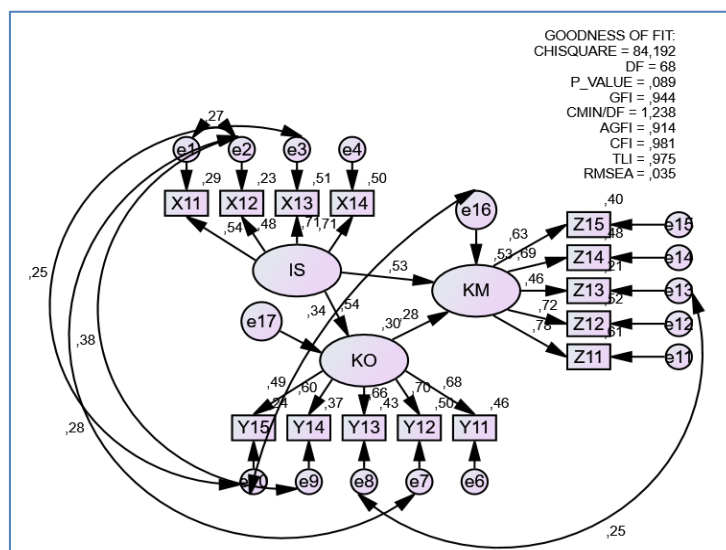 GOODNESS OF FIT:
CHISQUARE = 84,192
DF = 68
P_VALUE = ,089
GFI = ,944
CMIN/DF = 1,238
AGFI = ,914
CFI = ,981
TLI = ,975
RMSEA = ,035
,27
e1 e2 e3 e4
,29 ,23 ,51 ,50
X11 X12 X13 X14
,54 ,48 ,71 ,71
IS
e16
,40
Z15 e15
,63
,48
Z14 e14
,53 ,69
,21
Z13 e13
,46
,52
Z12 e12
,72
,61
Z11 e11
,78
KM
,53
,34 ,54
,30 ,28
e17
KO
,25
,38
,28
,49 ,60 ,66 ,70 ,68
,24 ,37 ,43 ,50 ,46
Y15 Y14 Y13 Y12 Y11
e10 e9 e8 e7 e6
,25